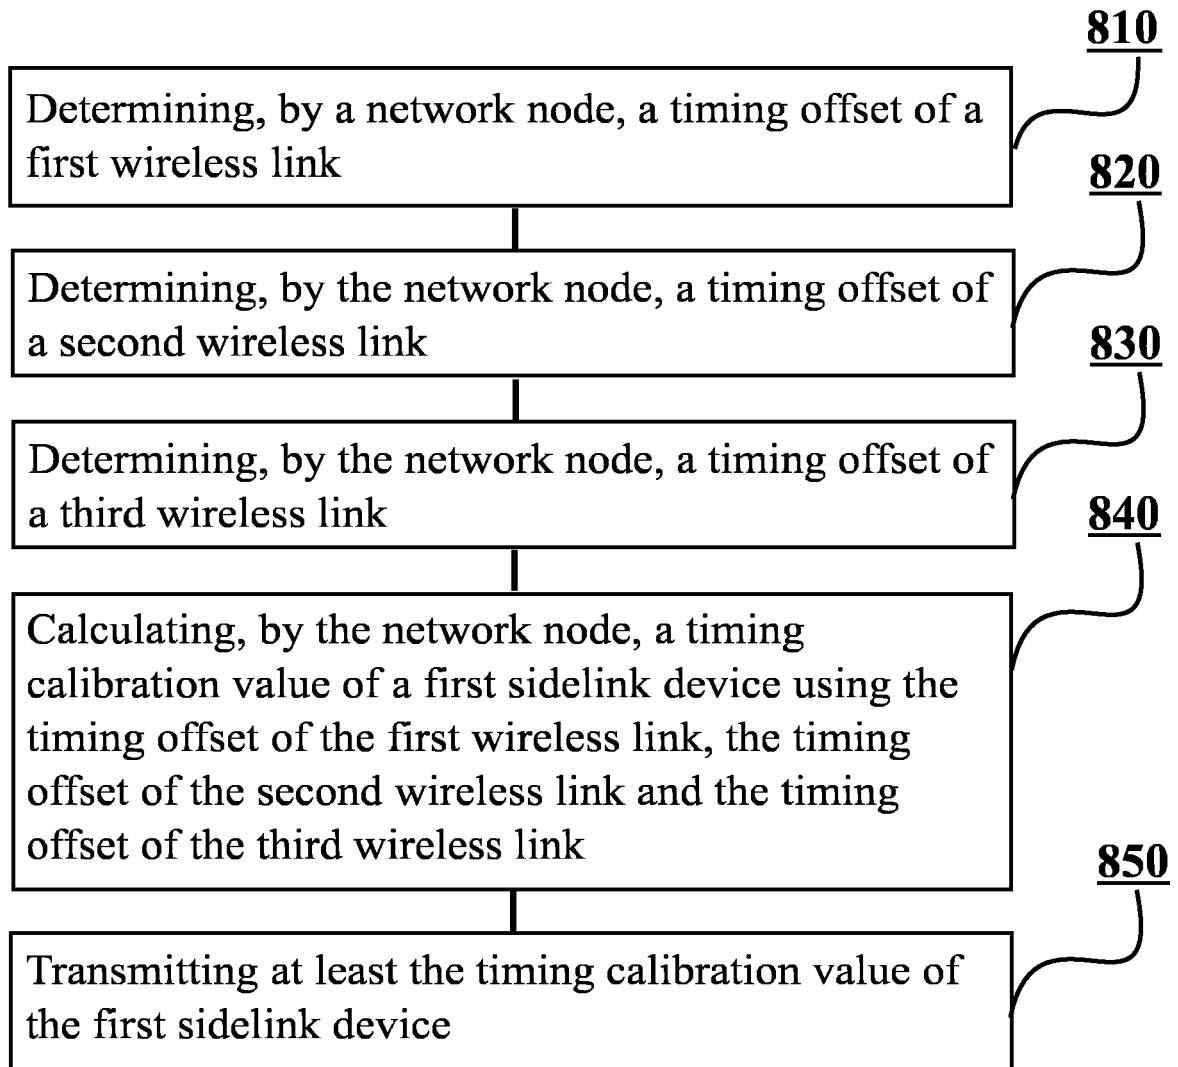 810
Determining, by a network node, a timing offset of a
first wireless link
820
Determining, by the network node, a timing offset of
a second wireless link
830
Determining, by the network node, a timing offset of
a third wireless link
840
Calculating, by the network node, a timing
calibration value of a first sidelink device using the
timing offset of the first wireless link, the timing
offset of the second wireless link and the timing
offset of the third wireless link
850
Transmitting at least the timing calibration value of
the first sidelink device